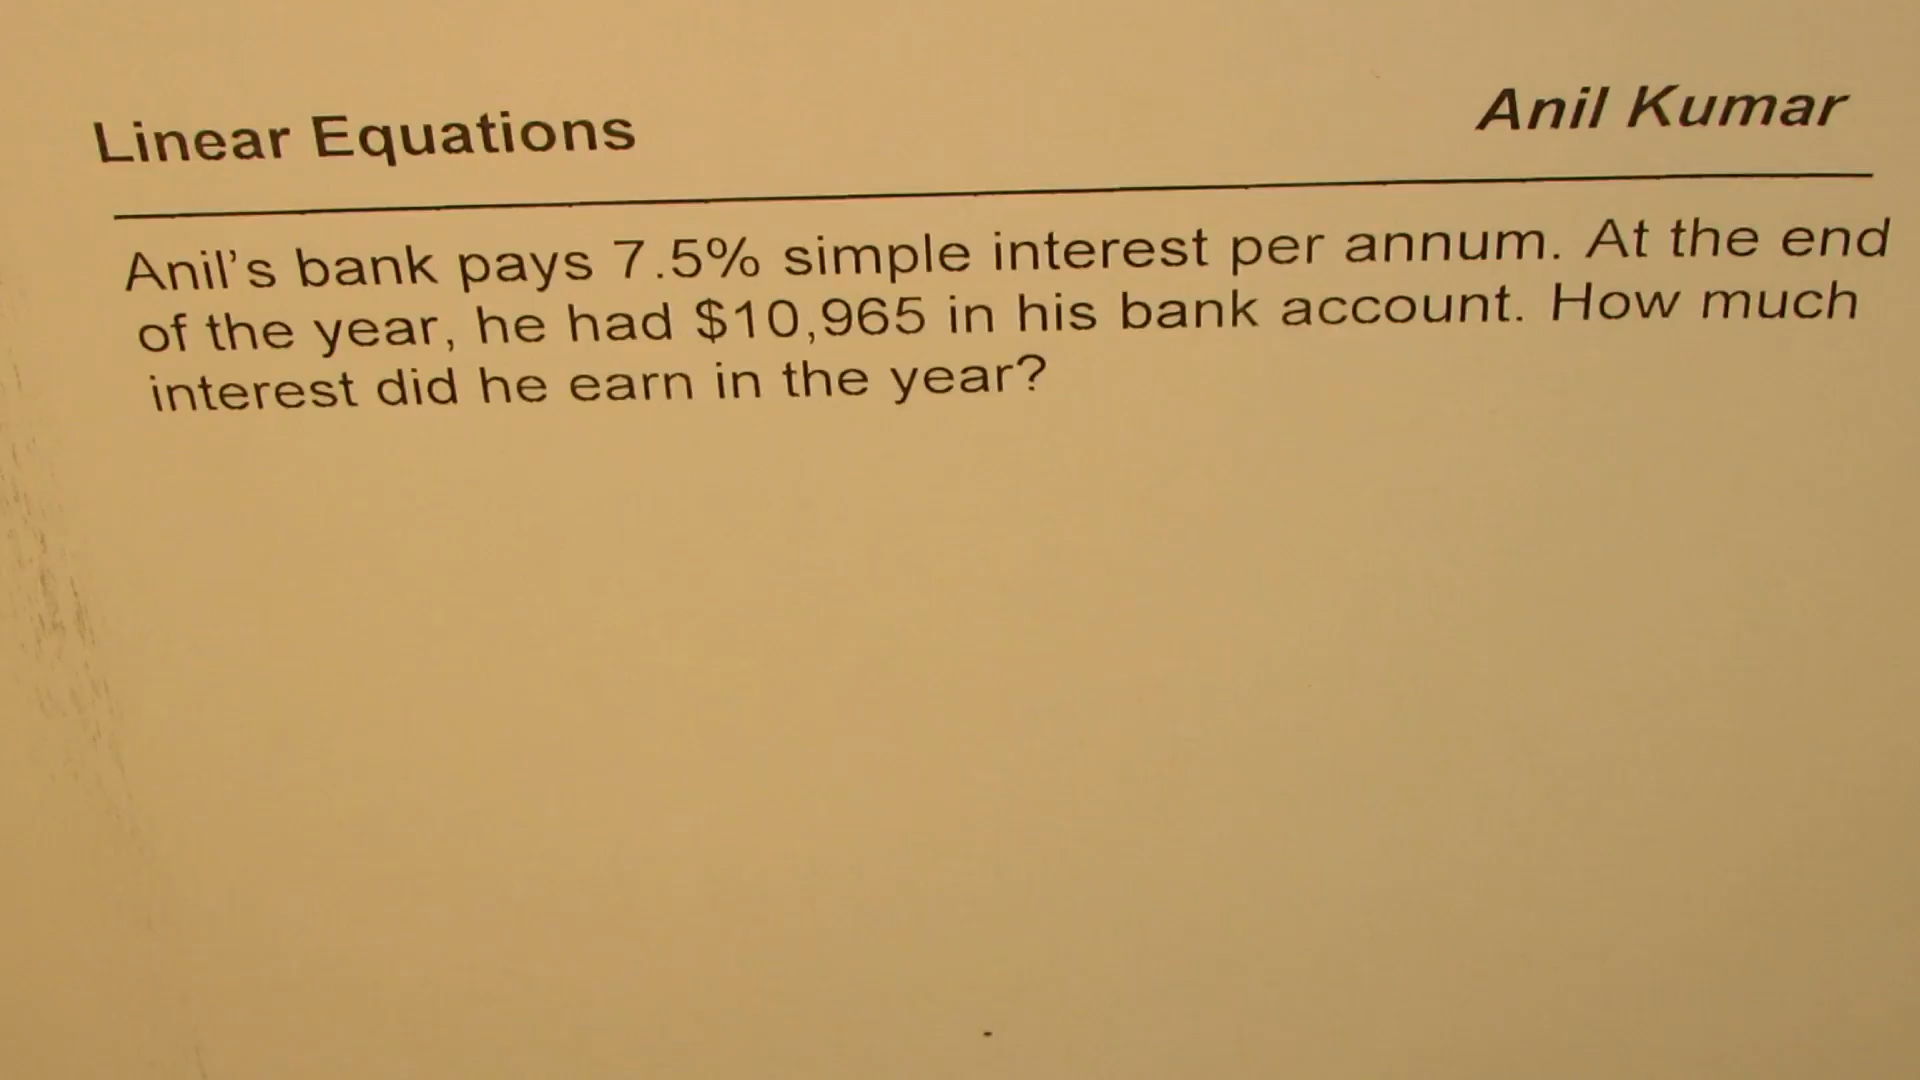 Linear Equations
Anil Kumar
Anil's bank pays 7.5% simple interest per annum. At the end
of the year, he had $10,965 in his bank account. How much
interest did he earn in the year?